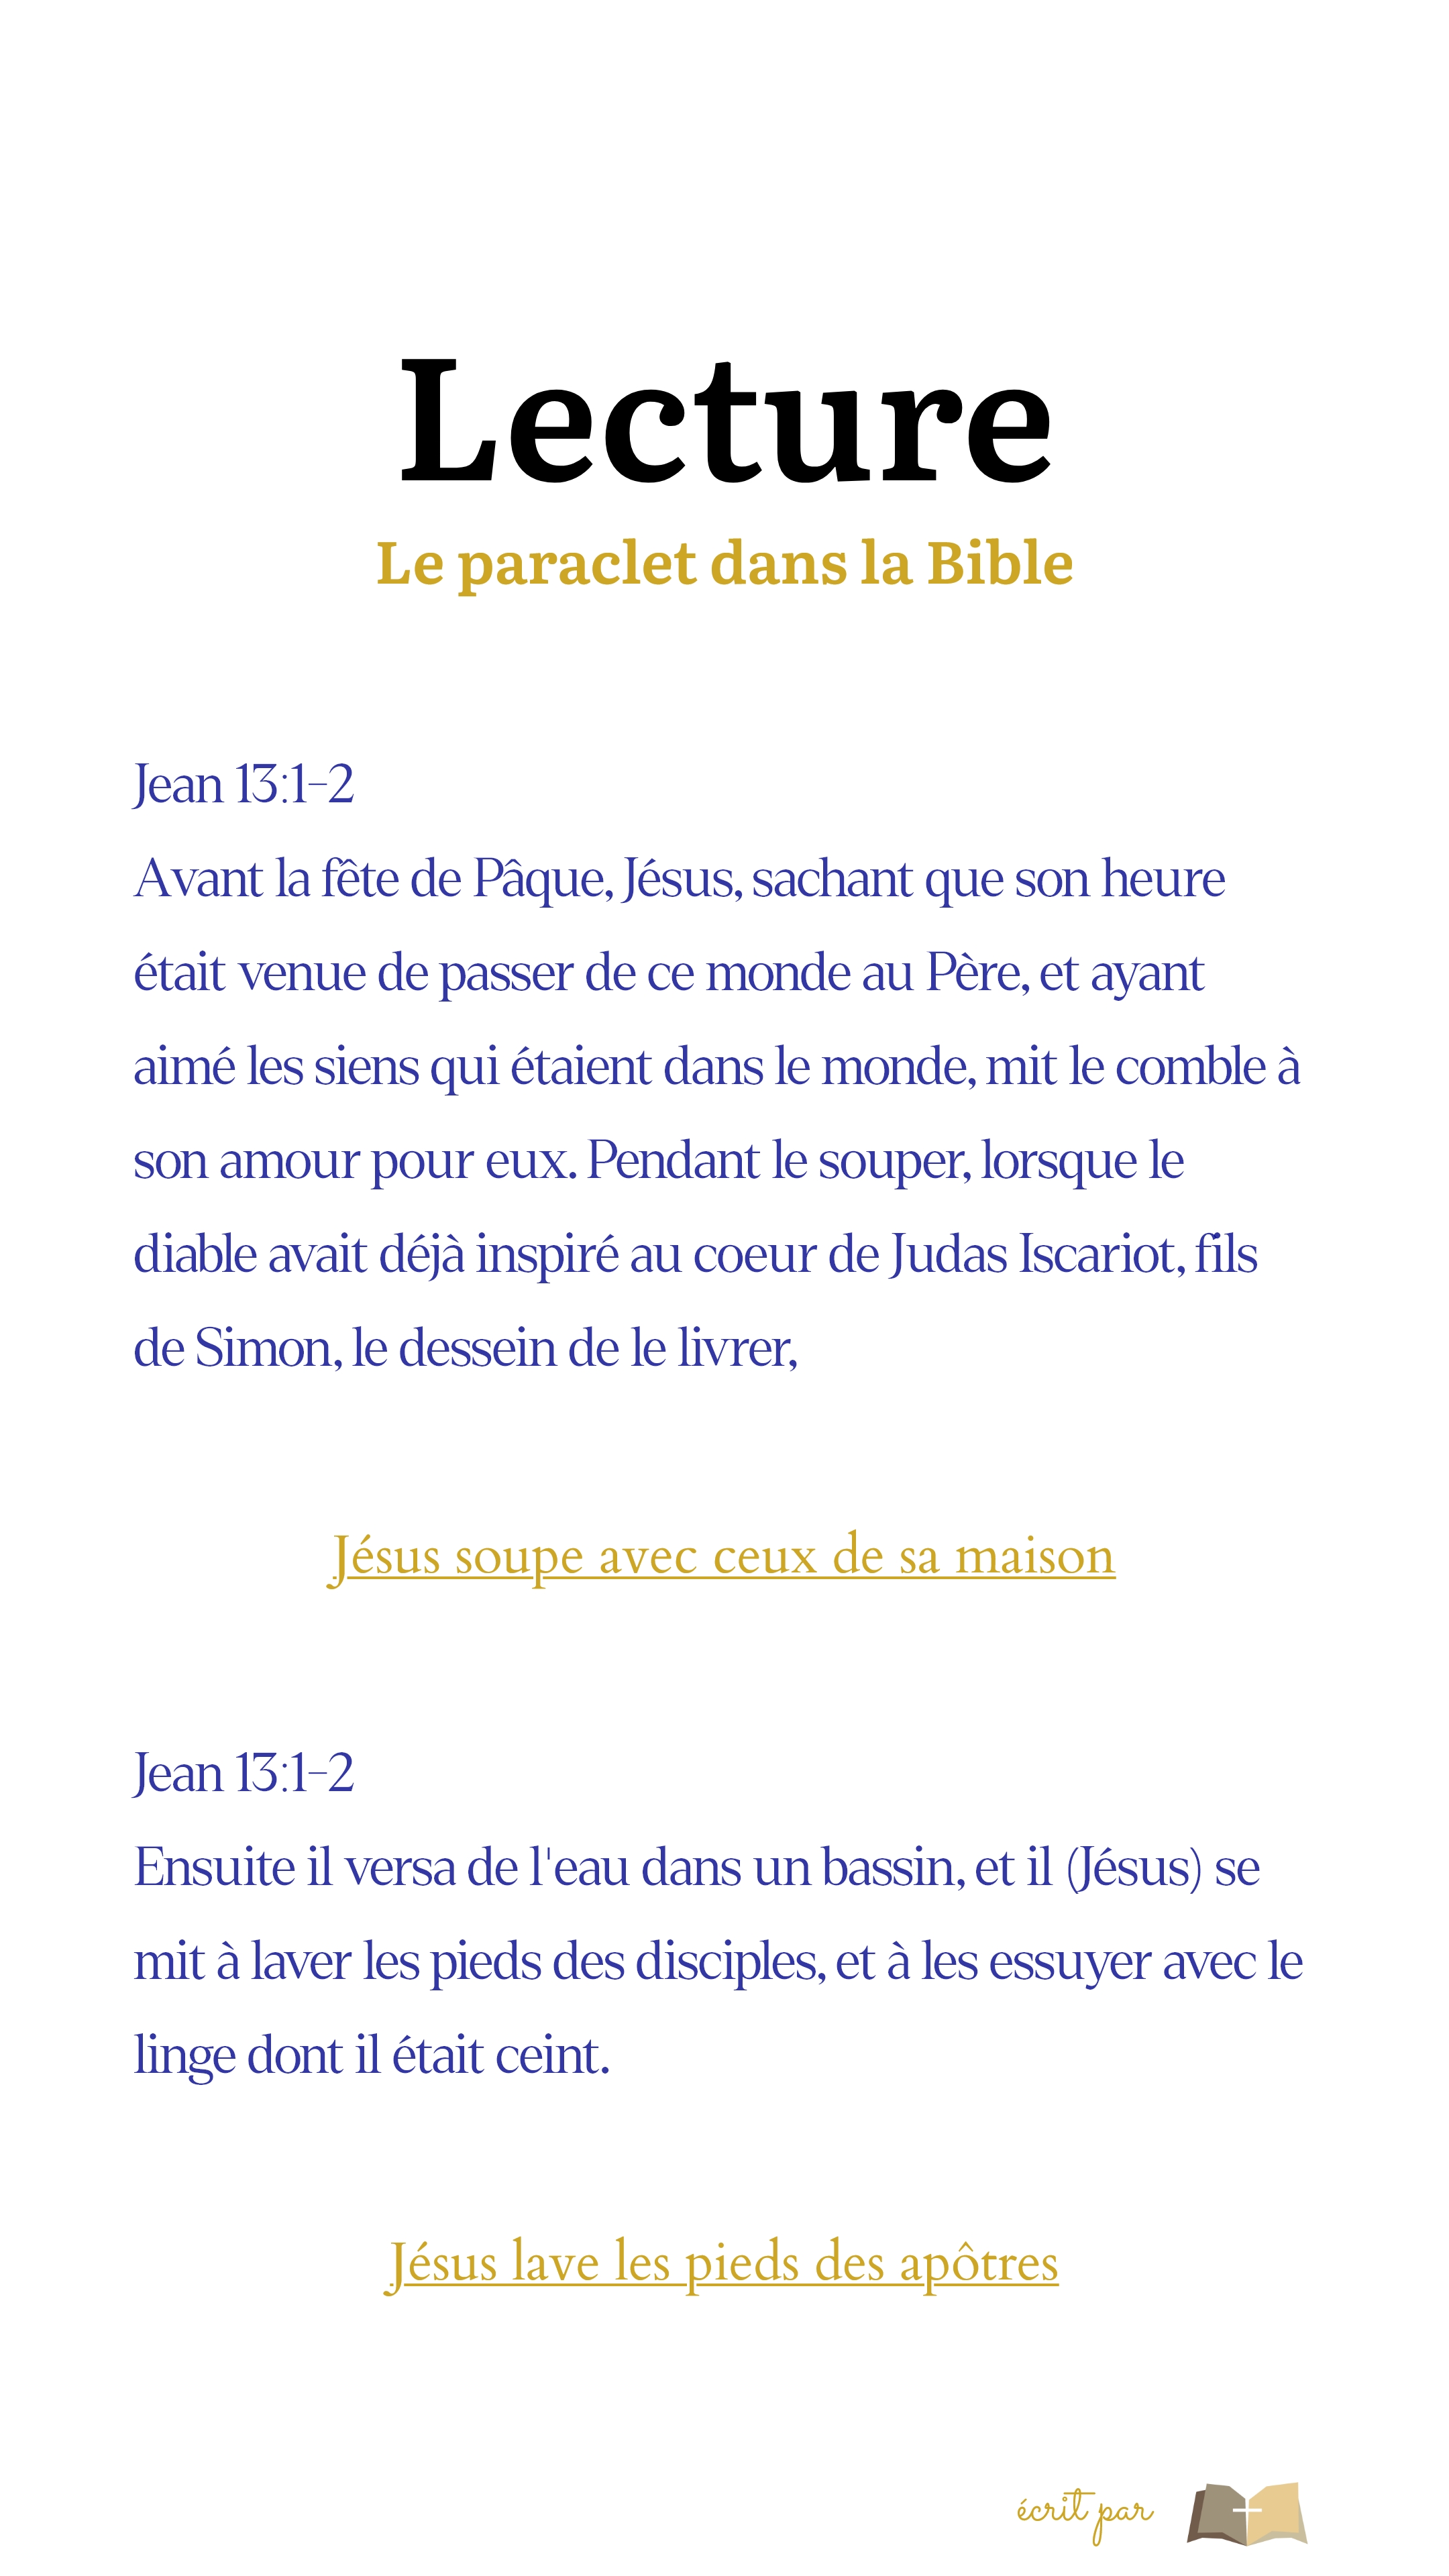 Lecture
Le paraclet dans la Bible
Jean 13:1-2
Avant la fête de Pâque, Jésus, sachant que son heure
était venue de passer de ce monde au Père, et ayant
aimé les siens qui étaient dans le monde, mit le comble à
son amour pour eux. Pendant le souper, lorsque le
diable avait déjà inspiré au coeur de Judas Iscariot, fils
de Simon, le dessein de le livrer,
Jésus soupe avec ceux de sa maison
Jean 13:1-2
Ensuite il versa de l'eau dans un bassin, et il (Jésus) se
mit à laver les pieds des disciples, et à les essuyer avec le
linge dont il était ceint.
Jésus lave les pieds des apôtres
écrit par